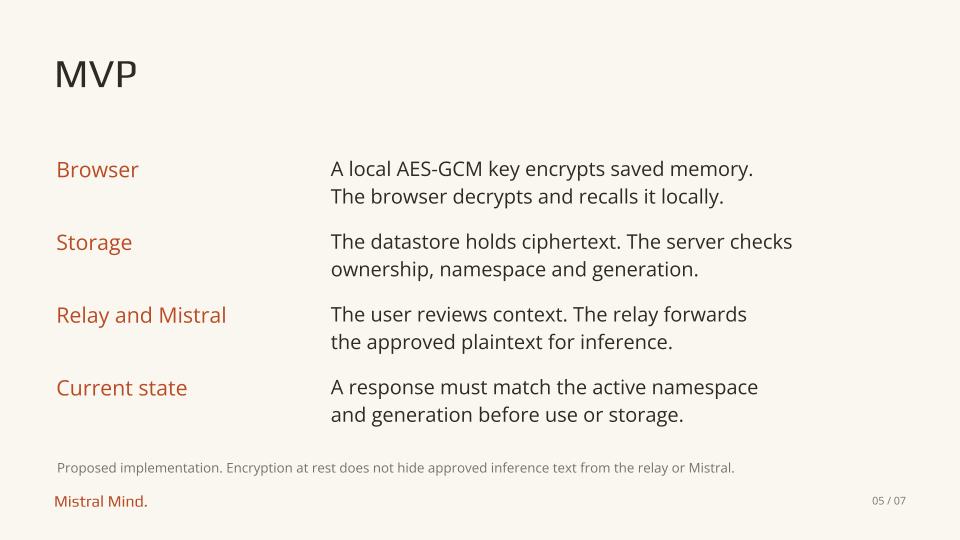 MVP
Browser
A local AES-GCM key encrypts saved memory.
The browser decrypts and recalls it locally.
Storage
The datastore holds ciphertext. The server checks
ownership, namespace and generation.
Relay and Mistral
The user reviews context. The relay forwards
the approved plaintext for inference.
Current state
A response must match the active namespace
and generation before use or storage.
Proposed implementation. Encryption at rest does not hide approved inference text from the relay or Mistral.
Mistral Mind.
05 / 07